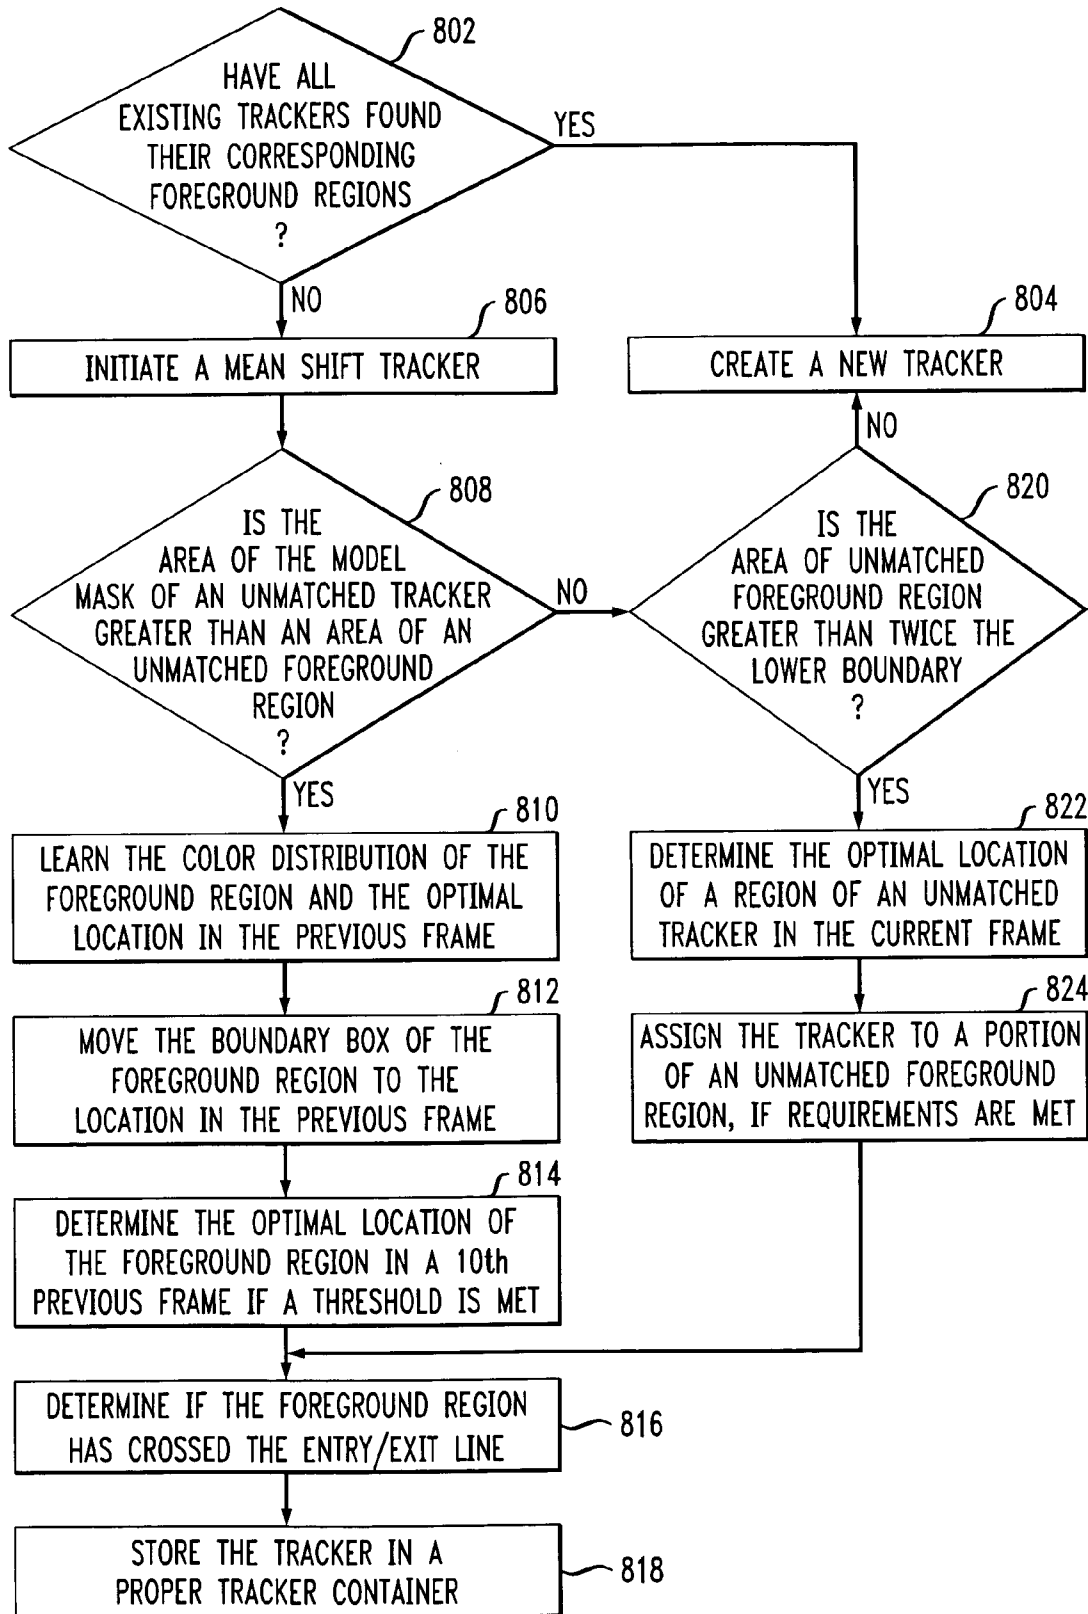 802
HAVE ALL
EXISTING TRACKERS FOUND
THEIR CORRESPONDING
FOREGROUND REGIONS
?
YES
NO
806
INITIATE A MEAN SHIFT TRACKER
804
CREATE A NEW TRACKER
NO
808
IS THE
AREA OF THE MODEL
MASK OF AN UNMATCHED TRACKER
GREATER THAN AN AREA OF AN
UNMATCHED FOREGROUND
REGION
?
NO
820
IS THE
AREA OF UNMATCHED
FOREGROUND REGION
GREATER THAN TWICE THE
LOWER BOUNDARY
?
YES
YES
810
LEARN THE COLOR DISTRIBUTION OF THE
FOREGROUND REGION AND THE OPTIMAL
LOCATION IN THE PREVIOUS FRAME
822
DETERMINE THE OPTIMAL LOCATION
OF A REGION OF AN UNMATCHED
TRACKER IN THE CURRENT FRAME
812
MOVE THE BOUNDARY BOX OF THE
FOREGROUND REGION TO THE
LOCATION IN THE PREVIOUS FRAME
824
ASSIGN THE TRACKER TO A PORTION
OF AN UNMATCHED FOREGROUND
REGION, IF REQUIREMENTS ARE MET
814
DETERMINE THE OPTIMAL LOCATION OF
THE FOREGROUND REGION IN A 10th
PREVIOUS FRAME IF A THRESHOLD IS MET
DETERMINE IF THE FOREGROUND REGION
HAS CROSSED THE ENTRY/EXIT LINE
816
STORE THE TRACKER IN A
PROPER TRACKER CONTAINER
818